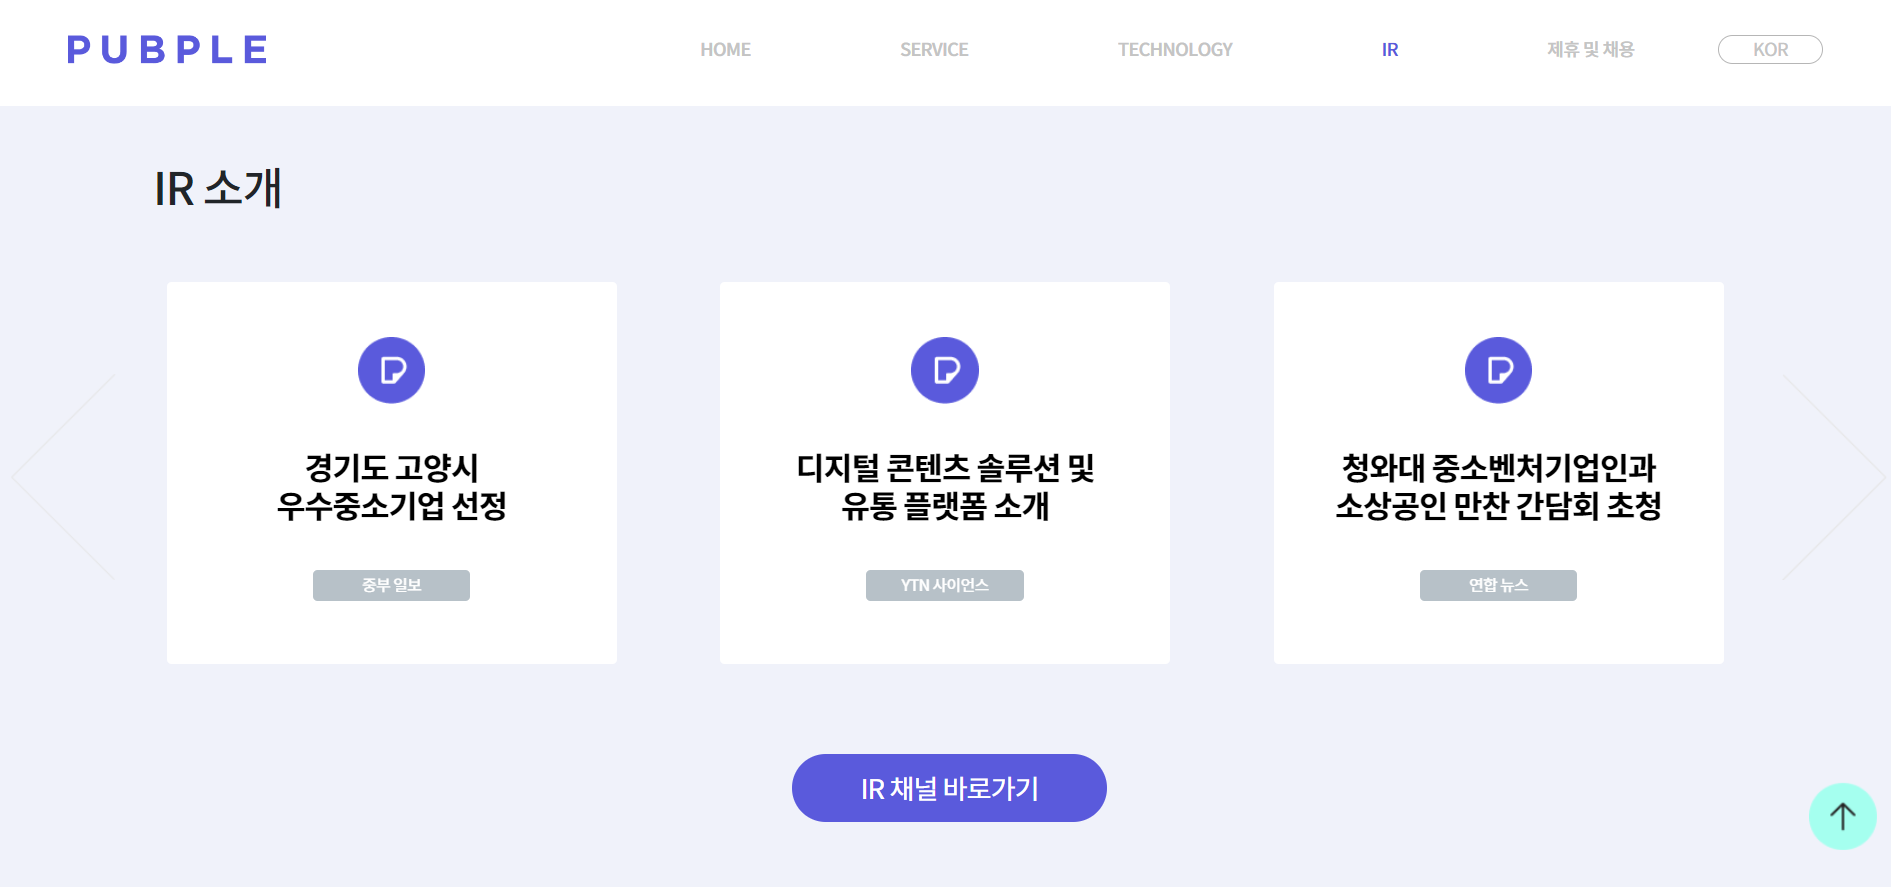 PUBPLE
HOME
SERVICE
TECHNOLOGY
IR
제휴 및 채용
KOR
IR 소개
경기도 고양시
우수중소기업 선정
중부 일보
디지털 콘텐츠 솔루션 및
유통 플랫폼 소개
YTN 사이언스
청와대 중소벤처기업인과
소상공인 만찬 간담회 초청
연합 뉴스
IR 채널 바로가기